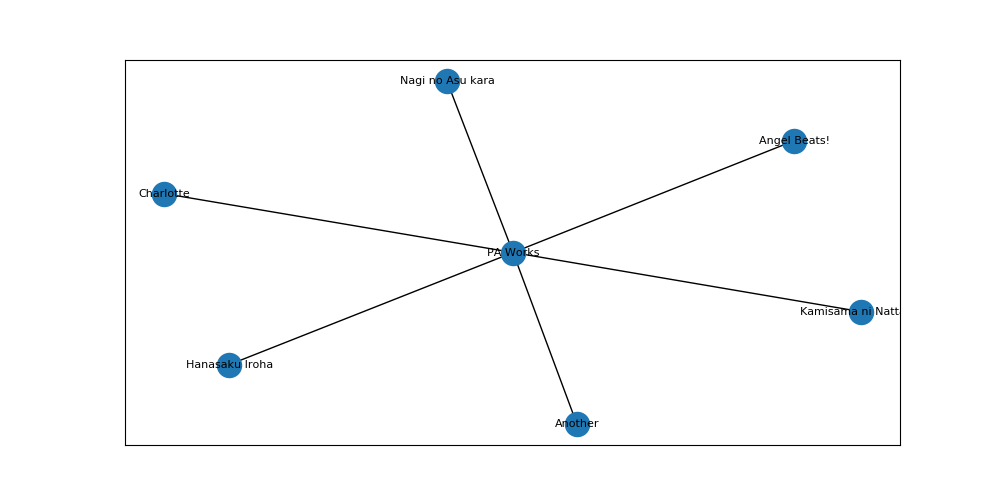 Nagi no Asu kara
Angel Beats!
Charlotte
PA Works
Kamisama ni Natt
Hanasaku Iroha
Another